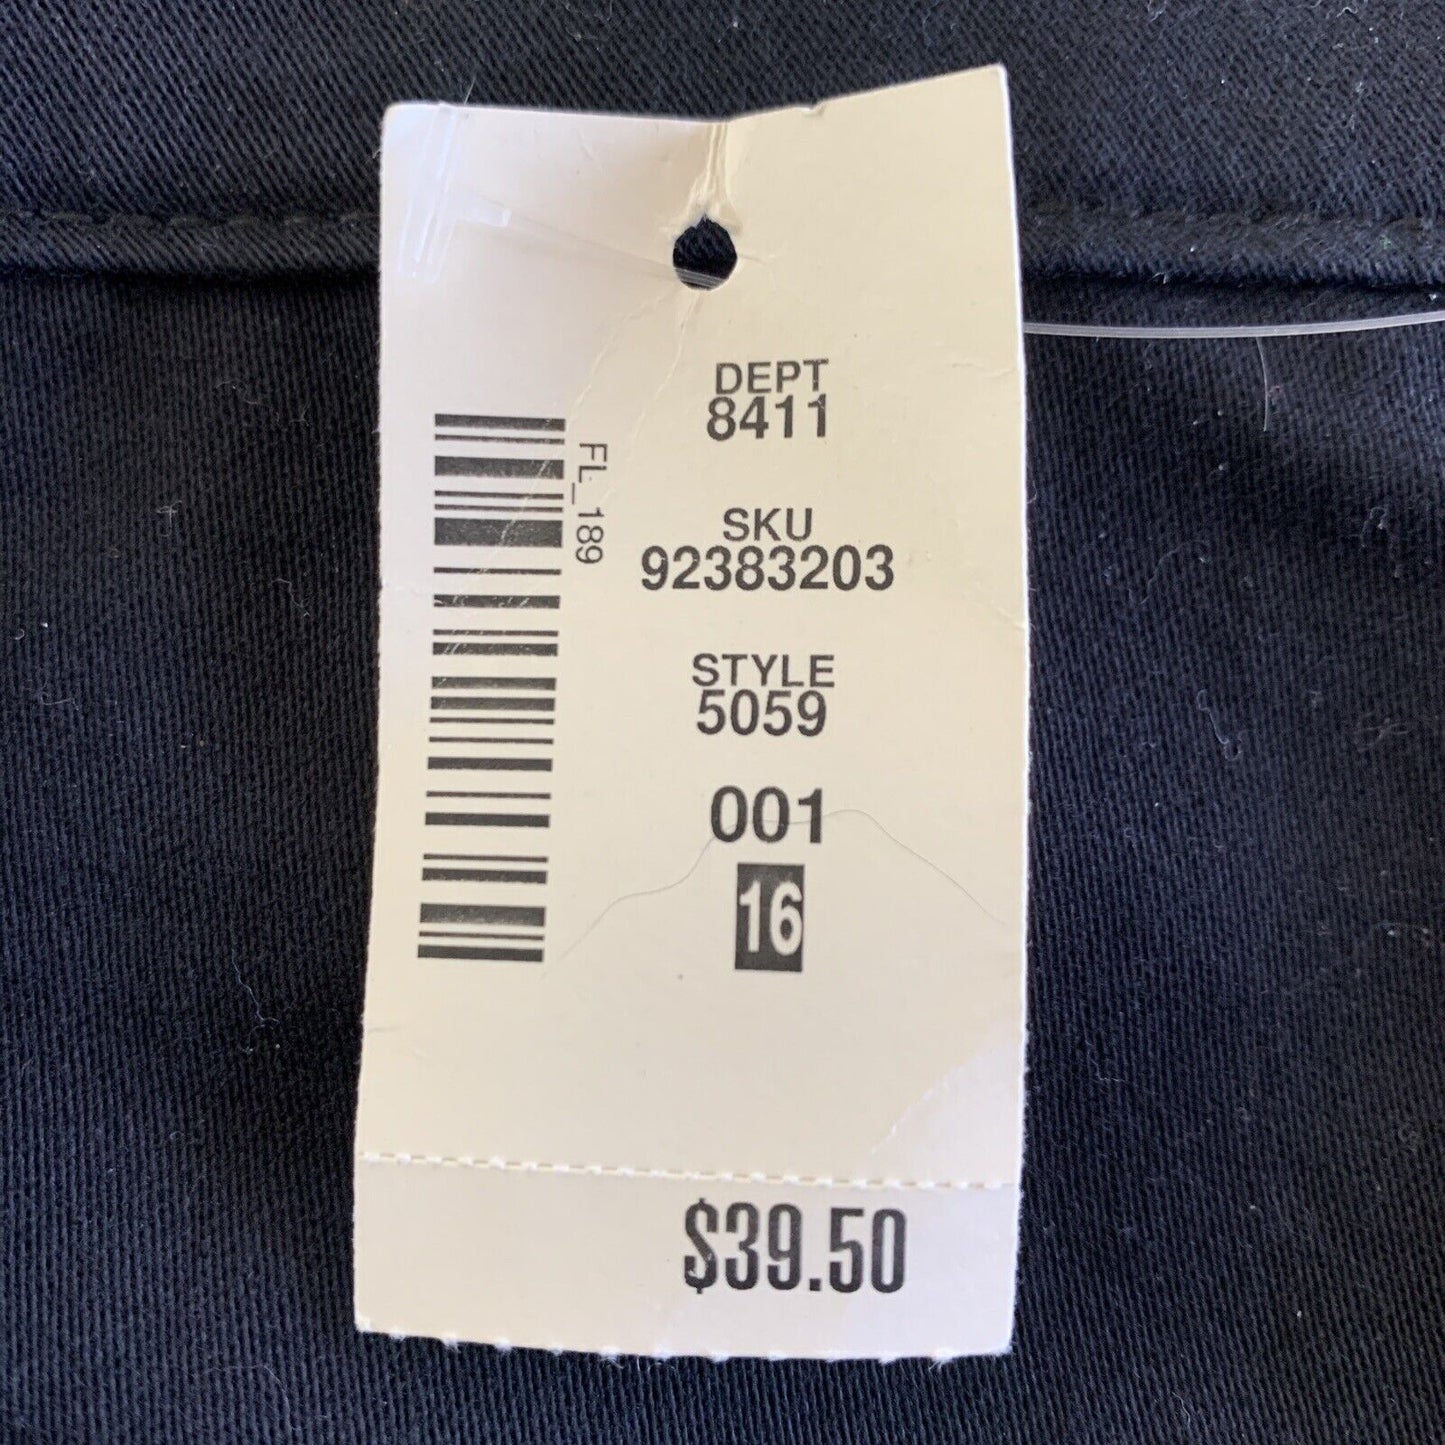 DEPT
8411
FL_189
SKU
92383203
STYLE
5059
001
16
$39.50